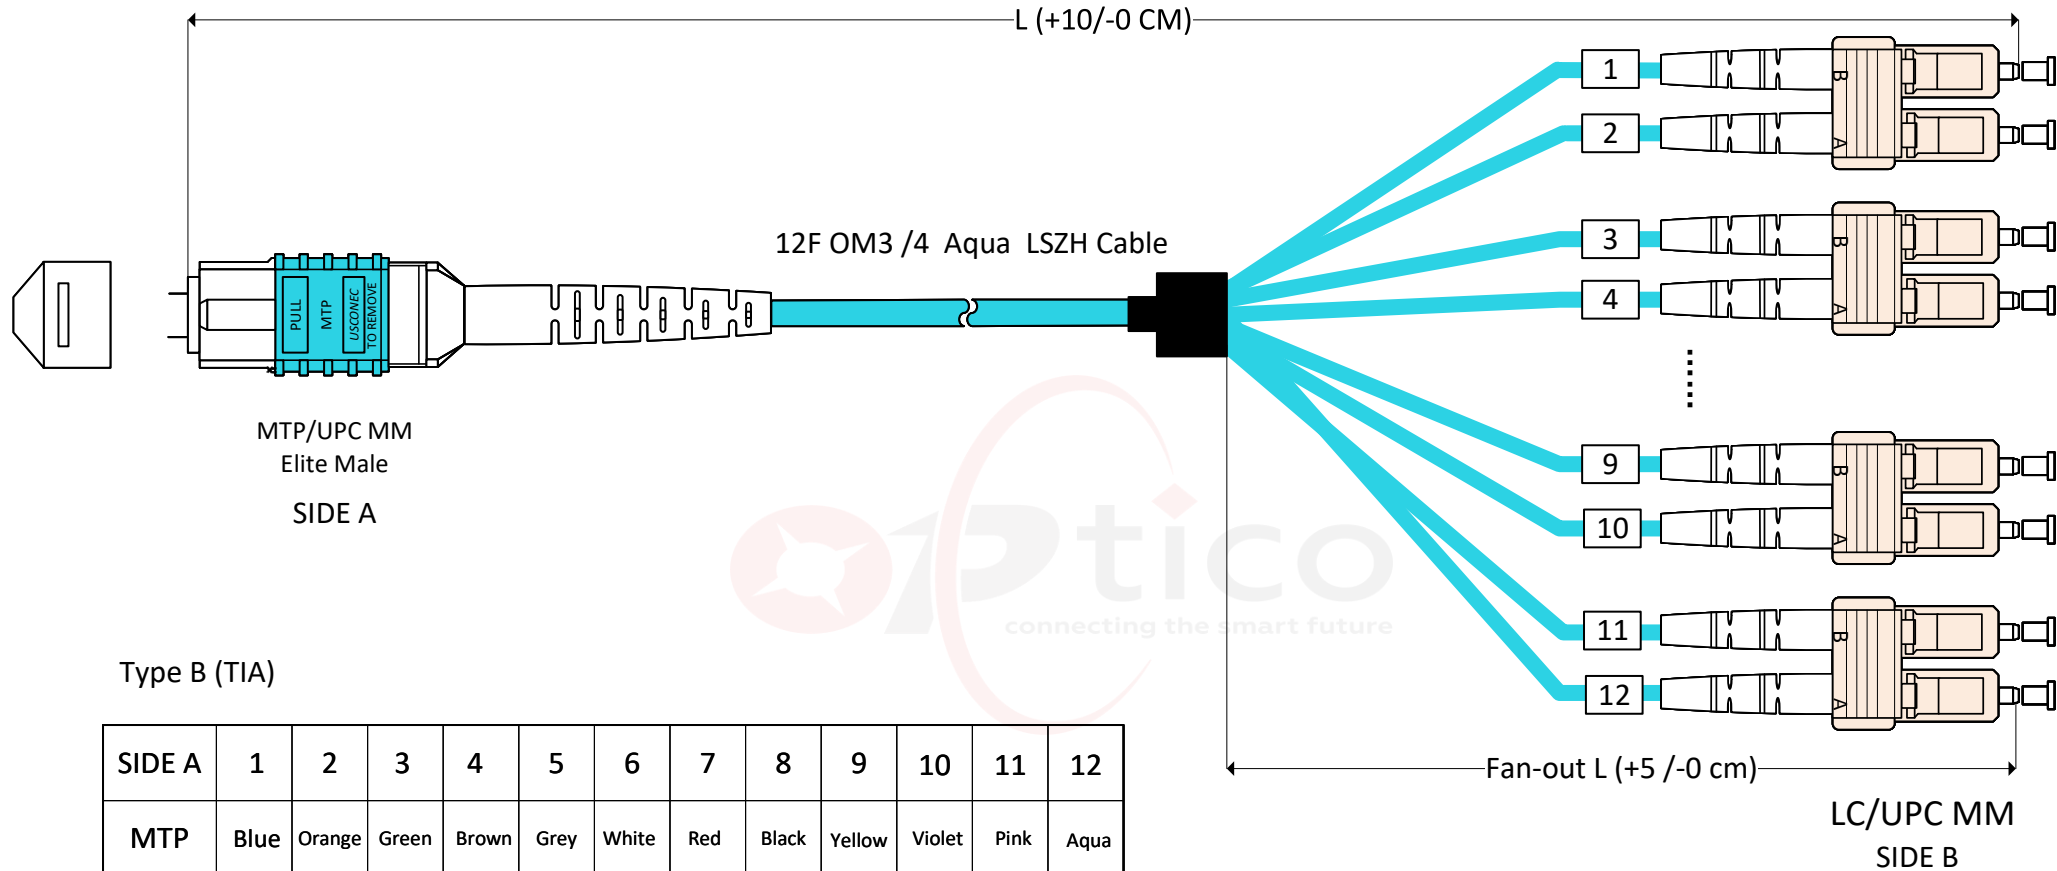 L (+10/-0 CM)
1
B
2
A
12F OM3 /4 Aqua LSZH Cable
3
B
4
A
PULL
MTP
USCONEC
TO REMOVE
MTP/UPC MM
Elite Male
SIDE A
9
B
10
A
OPtico
connecting the smart future
11
B
12
A
Type B (TIA)
SIDE A 1 2 3 4 5 6 7 8 9 10 11 12
MTP Blue Orange Green Brown Grey White Red Black Yellow Violet Pink Aqua
Fan-out L (+5 /-0 cm)
LC/UPC MM
SIDE B